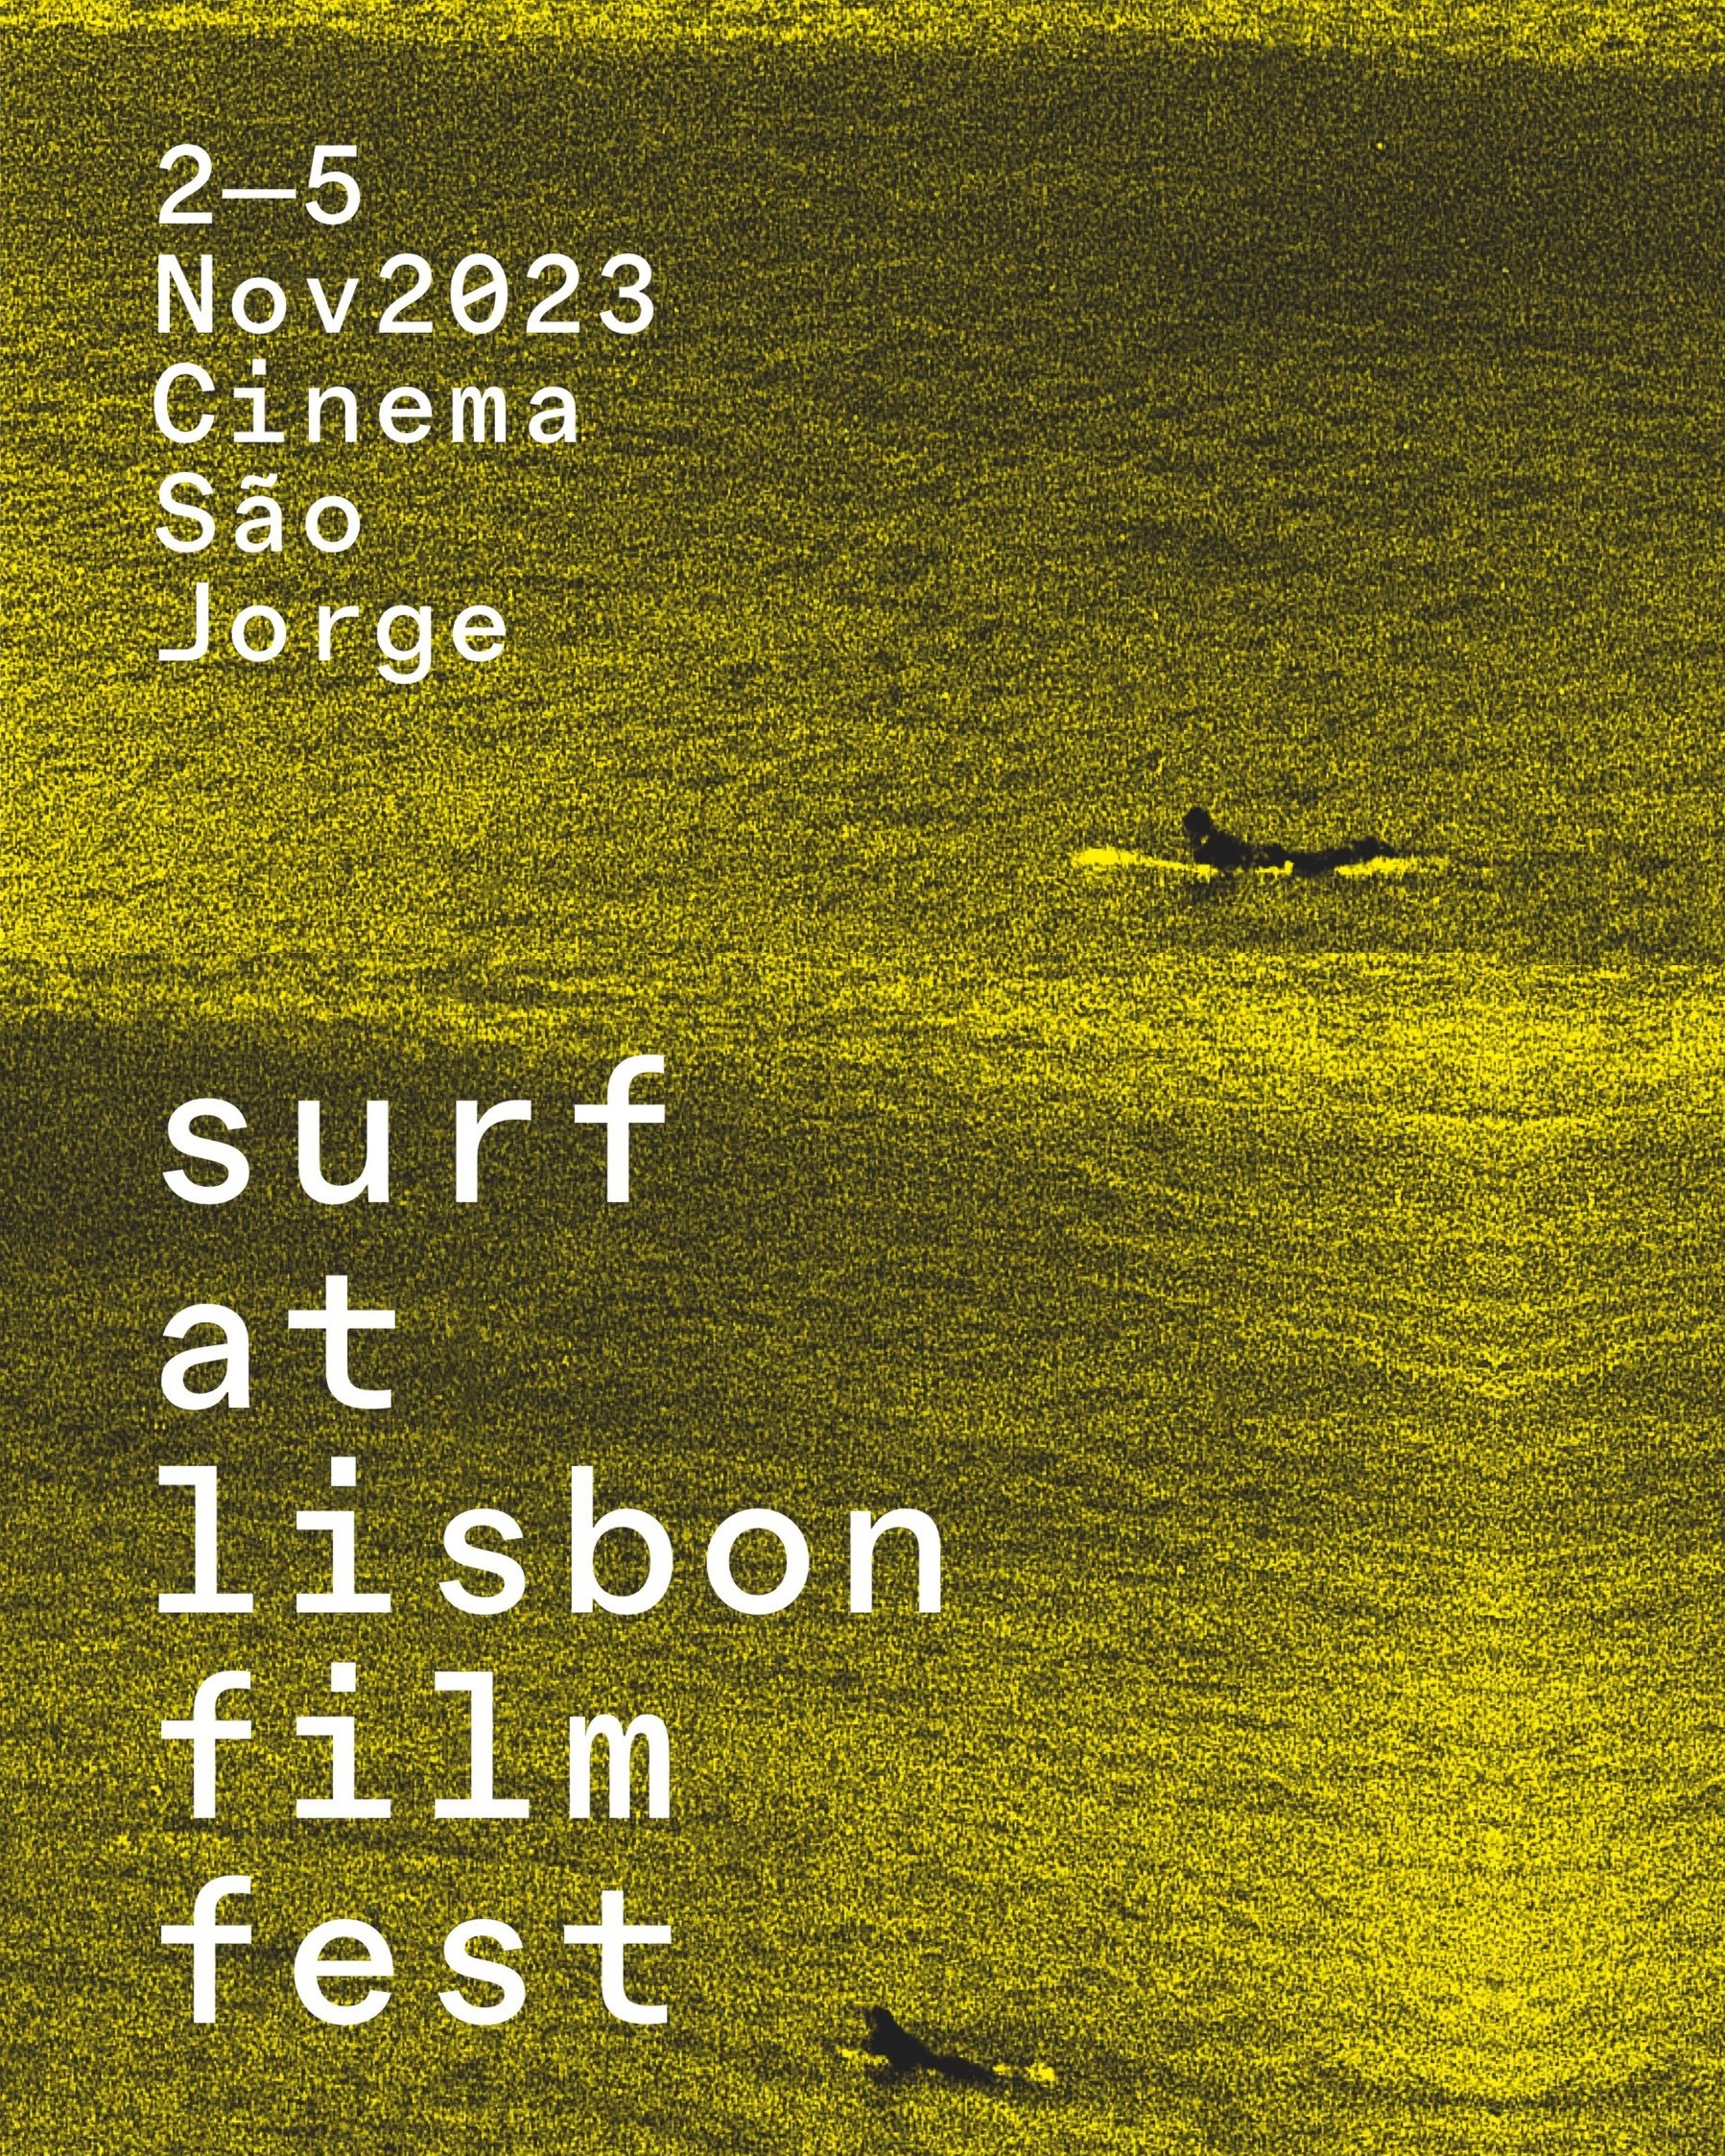 2—5
Nov2023
Cinema
São
Jorge
surf
at
lisbon
film
fest